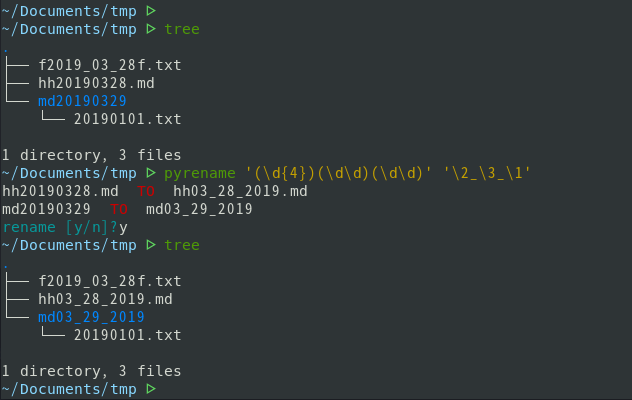 ~/Documents/tmp ▷
~/Documents/tmp ▷ tree
.
├── f2019_03_28f.txt
├── hh20190328.md
└── md20190329
    └── 20190101.txt

1 directory, 3 files
~/Documents/tmp ▷ pyrename '(\d{4})(\d\d)(\d\d)' '\2_\3_\1'
hh20190328.md  TO  hh03_28_2019.md
md20190329  TO  md03_29_2019
rename [y/n]?y
~/Documents/tmp ▷ tree
.
├── f2019_03_28f.txt
├── hh03_28_2019.md
└── md03_29_2019
    └── 20190101.txt

1 directory, 3 files
~/Documents/tmp ▷